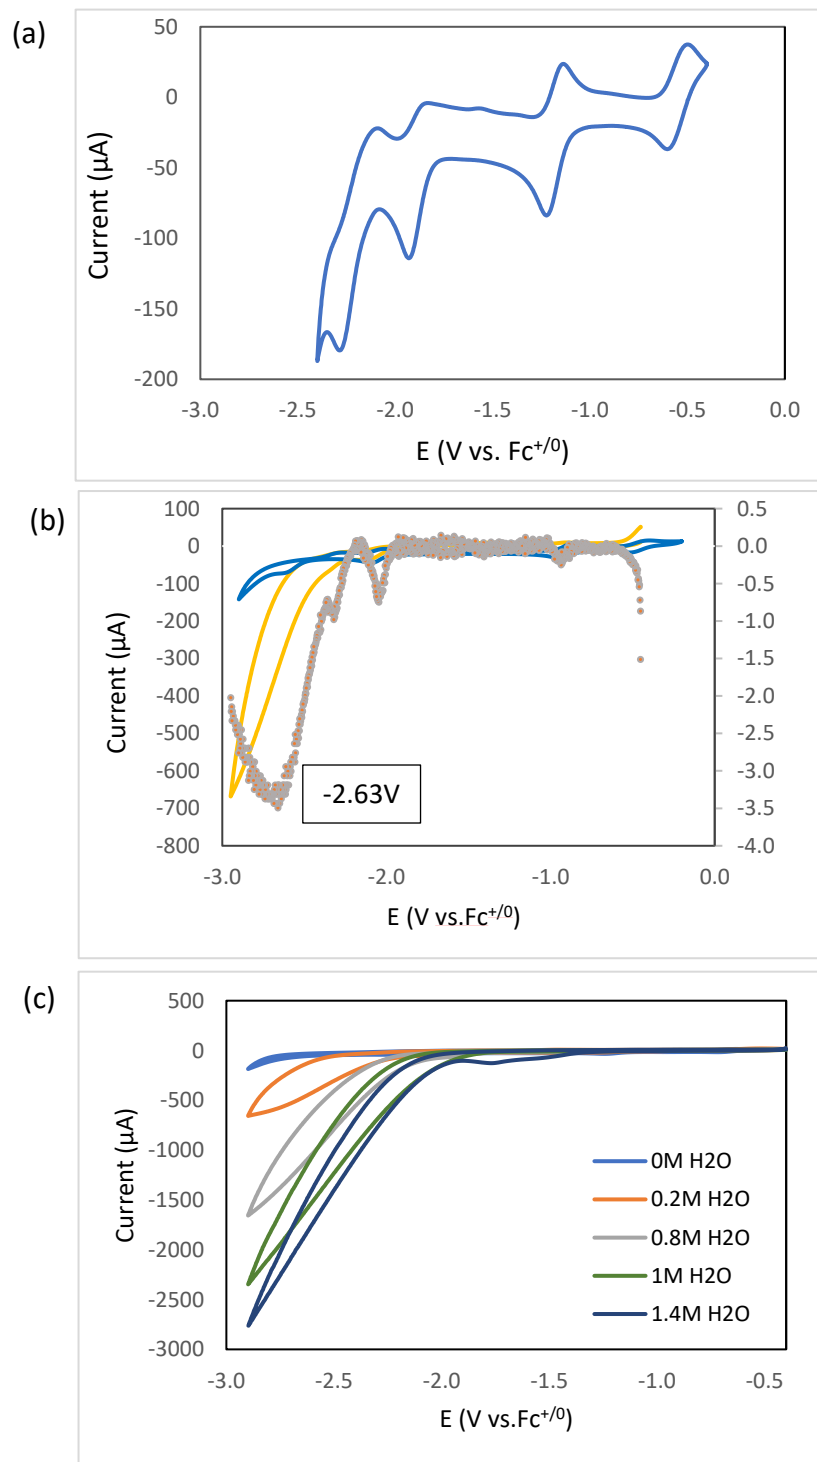 (a)
50
0
-50
-100
-150
-200
Current (µA)
-3.0 -2.5 -2.0 -1.5 -1.0 -0.5 0.0
E (V vs. Fc⁺/⁰)
(b)
100
0
-100
-200
-300
-400
-500
-600
-700
-800
Current (µA)
0.5
0.0
-0.5
-1.0
-1.5
-2.0
-2.5
-3.0
-3.5
-4.0
-2.63V
-3.0 -2.0 -1.0 0.0
E (V vs.Fc⁺/⁰)
(c)
500
0
-500
-1000
-1500
-2000
-2500
-3000
Current (µA)
0M H2O
0.2M H2O
0.8M H2O
1M H2O
1.4M H2O
-3.0 -2.5 -2.0 -1.5 -1.0 -0.5
E (V vs.Fc⁺/⁰)